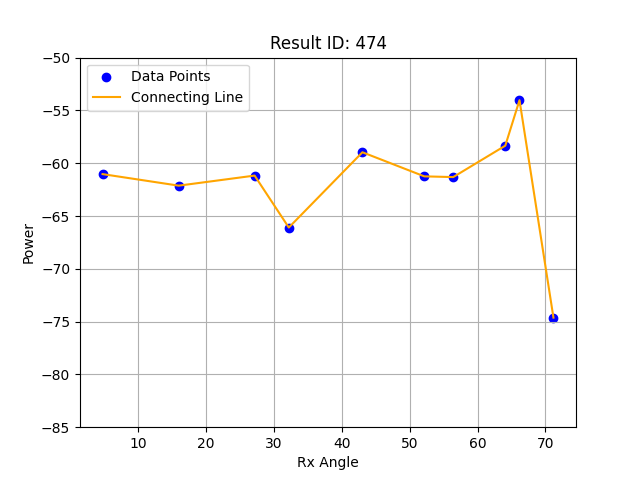 Result ID: 474
Data Points
Connecting Line
Power
−50
−55
−60
−65
−70
−75
−80
−85
10 20 30 40 50 60 70
Rx Angle